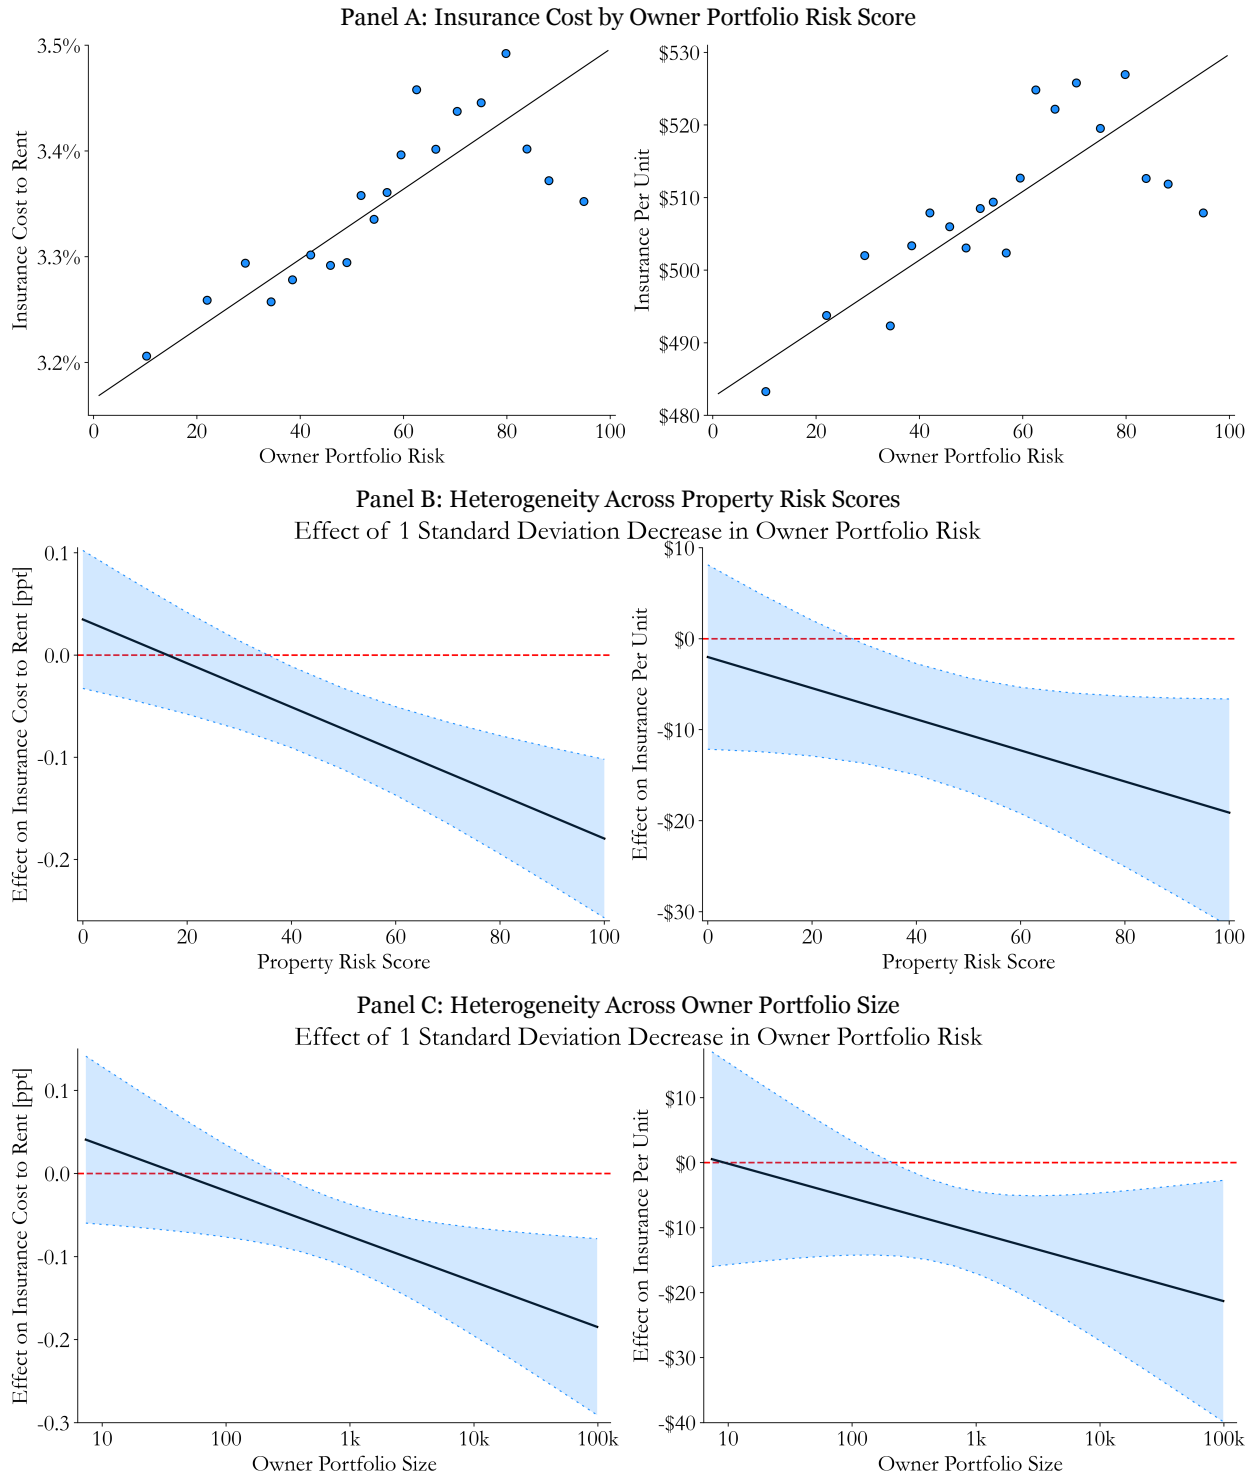 Panel A: Insurance Cost by Owner Portfolio Risk Score
Insurance Cost to Rent
3.5%
3.4%
3.3%
3.2%
0 20 40 60 80 100
Owner Portfolio Risk
Insurance Per Unit
$530
$520
$510
$500
$490
$480
0 20 40 60 80 100
Owner Portfolio Risk
Panel B: Heterogeneity Across Property Risk Scores
Effect of 1 Standard Deviation Decrease in Owner Portfolio Risk
Effect on Insurance Cost to Rent [ppt]
0.1
0.0
-0.1
-0.2
0 20 40 60 80 100
Property Risk Score
Effect on Insurance Per Unit
$10
$0
-$10
-$20
-$30
0 20 40 60 80 100
Property Risk Score
Panel C: Heterogeneity Across Owner Portfolio Size
Effect of 1 Standard Deviation Decrease in Owner Portfolio Risk
Effect on Insurance Cost to Rent [ppt]
0.1
0.0
-0.1
-0.2
-0.3
10 100 1k 10k 100k
Owner Portfolio Size
Effect on Insurance Per Unit
$10
$0
-$10
-$20
-$30
-$40
10 100 1k 10k 100k
Owner Portfolio Size